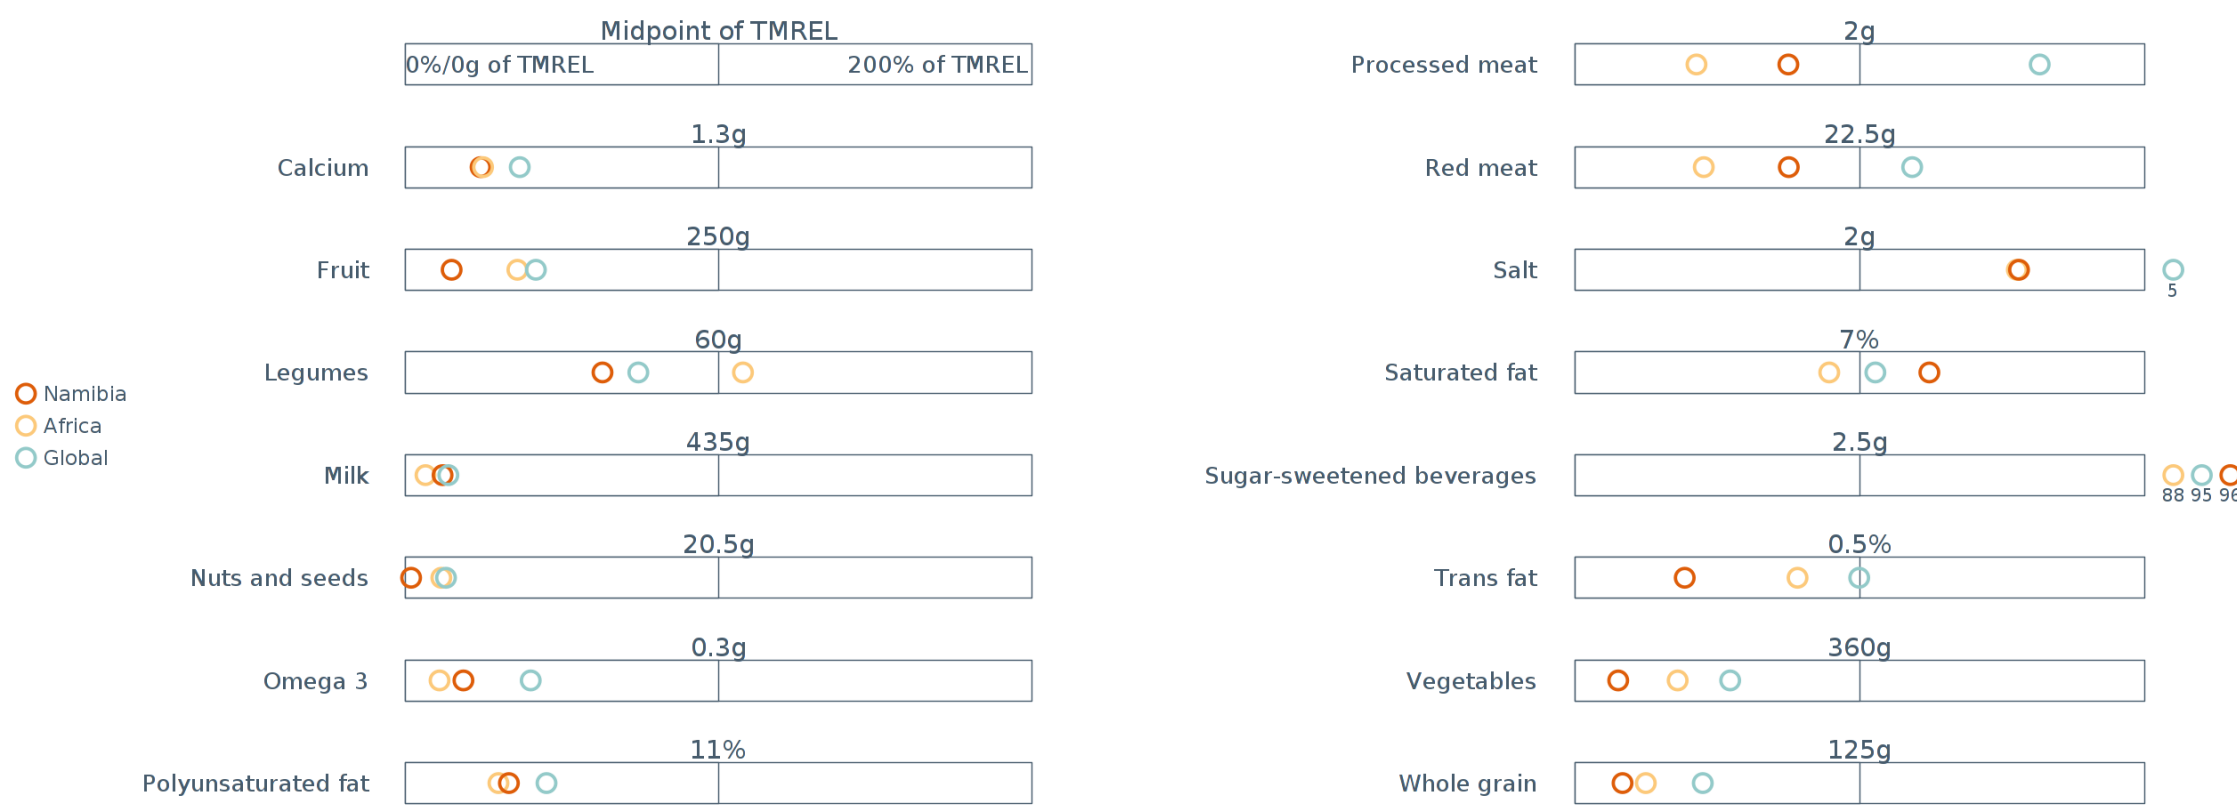 Midpoint of TMREL
0%/0g of TMREL 200% of TMREL
1.3g
Calcium
250g
Fruit
60g
Legumes
Namibia
Africa
Global
435g
Milk
20.5g
Nuts and seeds
0.3g
Omega 3
11%
Polyunsaturated fat
2g
Processed meat
22.5g
Red meat
2g
Salt
5
7%
Saturated fat
2.5g
Sugar-sweetened beverages
88 95 96
0.5%
Trans fat
360g
Vegetables
125g
Whole grain